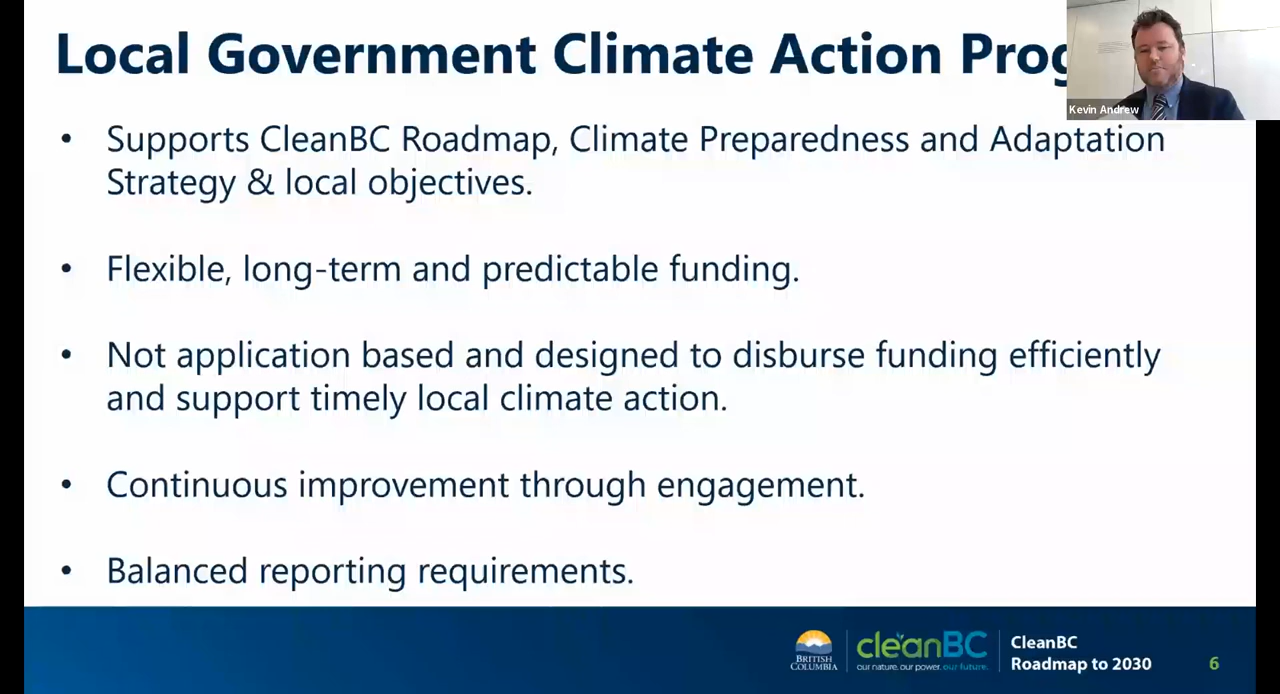 Local Government Climate Action Prog
Kevin Andrew
• Supports CleanBC Roadmap, Climate Preparedness and Adaptation
Strategy & local objectives.
• Flexible, long-term and predictable funding.
• Not application based and designed to disburse funding efficiently
and support timely local climate action.
• Continuous improvement through engagement.
• Balanced reporting requirements.
BRITISH
COLUMBIA
cleanBC
our nature. our power. our future.
CleanBC
Roadmap to 2030
6